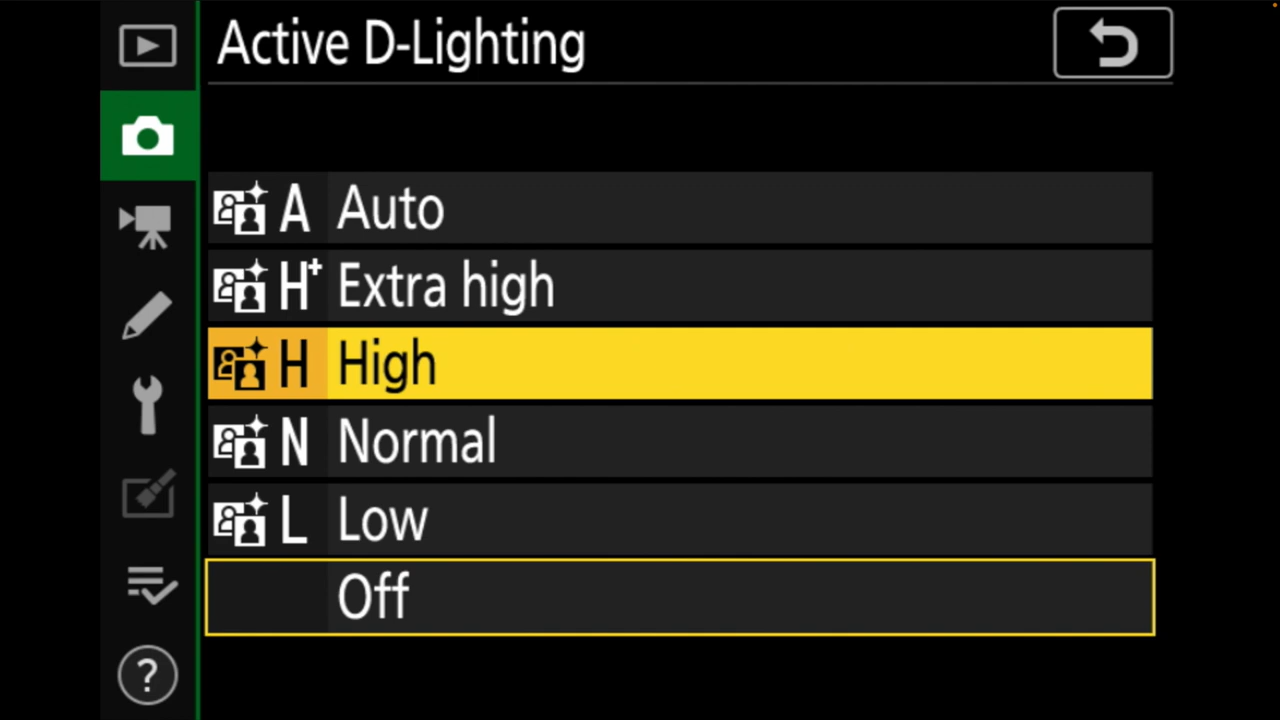 Active D-Lighting
A Auto
H+ Extra high
H High
N Normal
L Low
Off
?